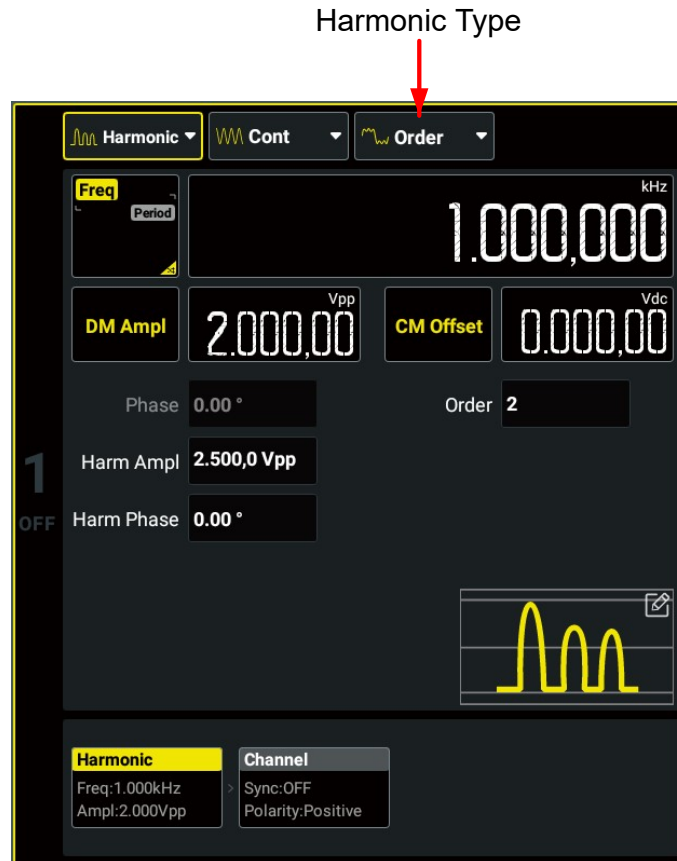 Harmonic Type
Harmonic Cont Order
Freq
Period
kHz
1.000,000
DM Ampl
Vpp
2.000,00
CM Offset
Vdc
0.000,00
Phase 0.00 °
Order 2
Harm Ampl 2.500,0 Vpp
Harm Phase 0.00 °
1
OFF
Harmonic
Freq:1.000kHz
Ampl:2.000Vpp
>
Channel
Sync:OFF
Polarity:Positive